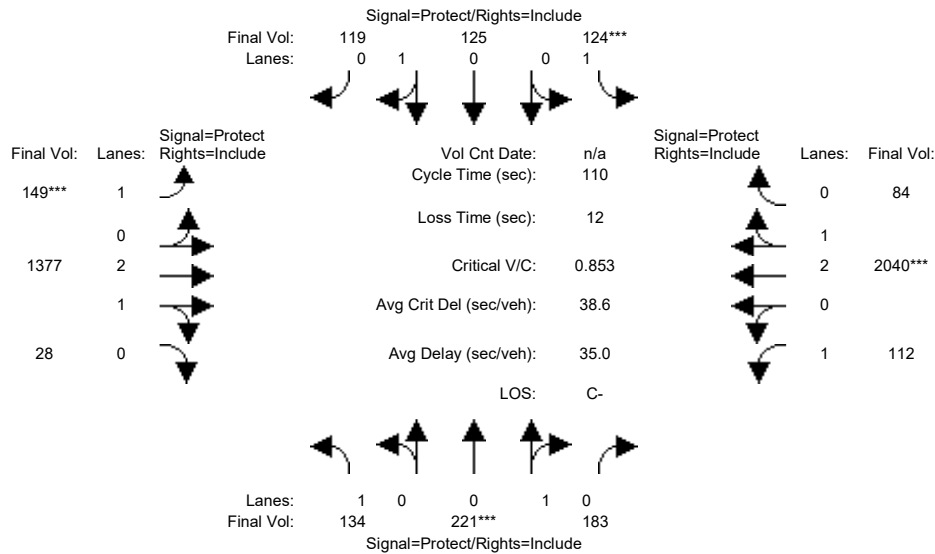 Signal=Protect/Rights=Include
Final Vol: 119 125 124***
Lanes: 0 1 0 0 1
Signal=Protect
Final Vol: Lanes: Rights=Include
Vol Cnt Date: n/a
Signal=Protect
Rights=Include Lanes: Final Vol:
149*** 1
Cycle Time (sec): 110
0 84
Loss Time (sec): 12
0
1
1377 2
Critical V/C: 0.853
2 2040***
1
Avg Crit Del (sec/veh): 38.6
0
28 0
Avg Delay (sec/veh): 35.0
1 112
LOS: C-
Lanes: 1 0 0 1 0
Final Vol: 134 221*** 183
Signal=Protect/Rights=Include